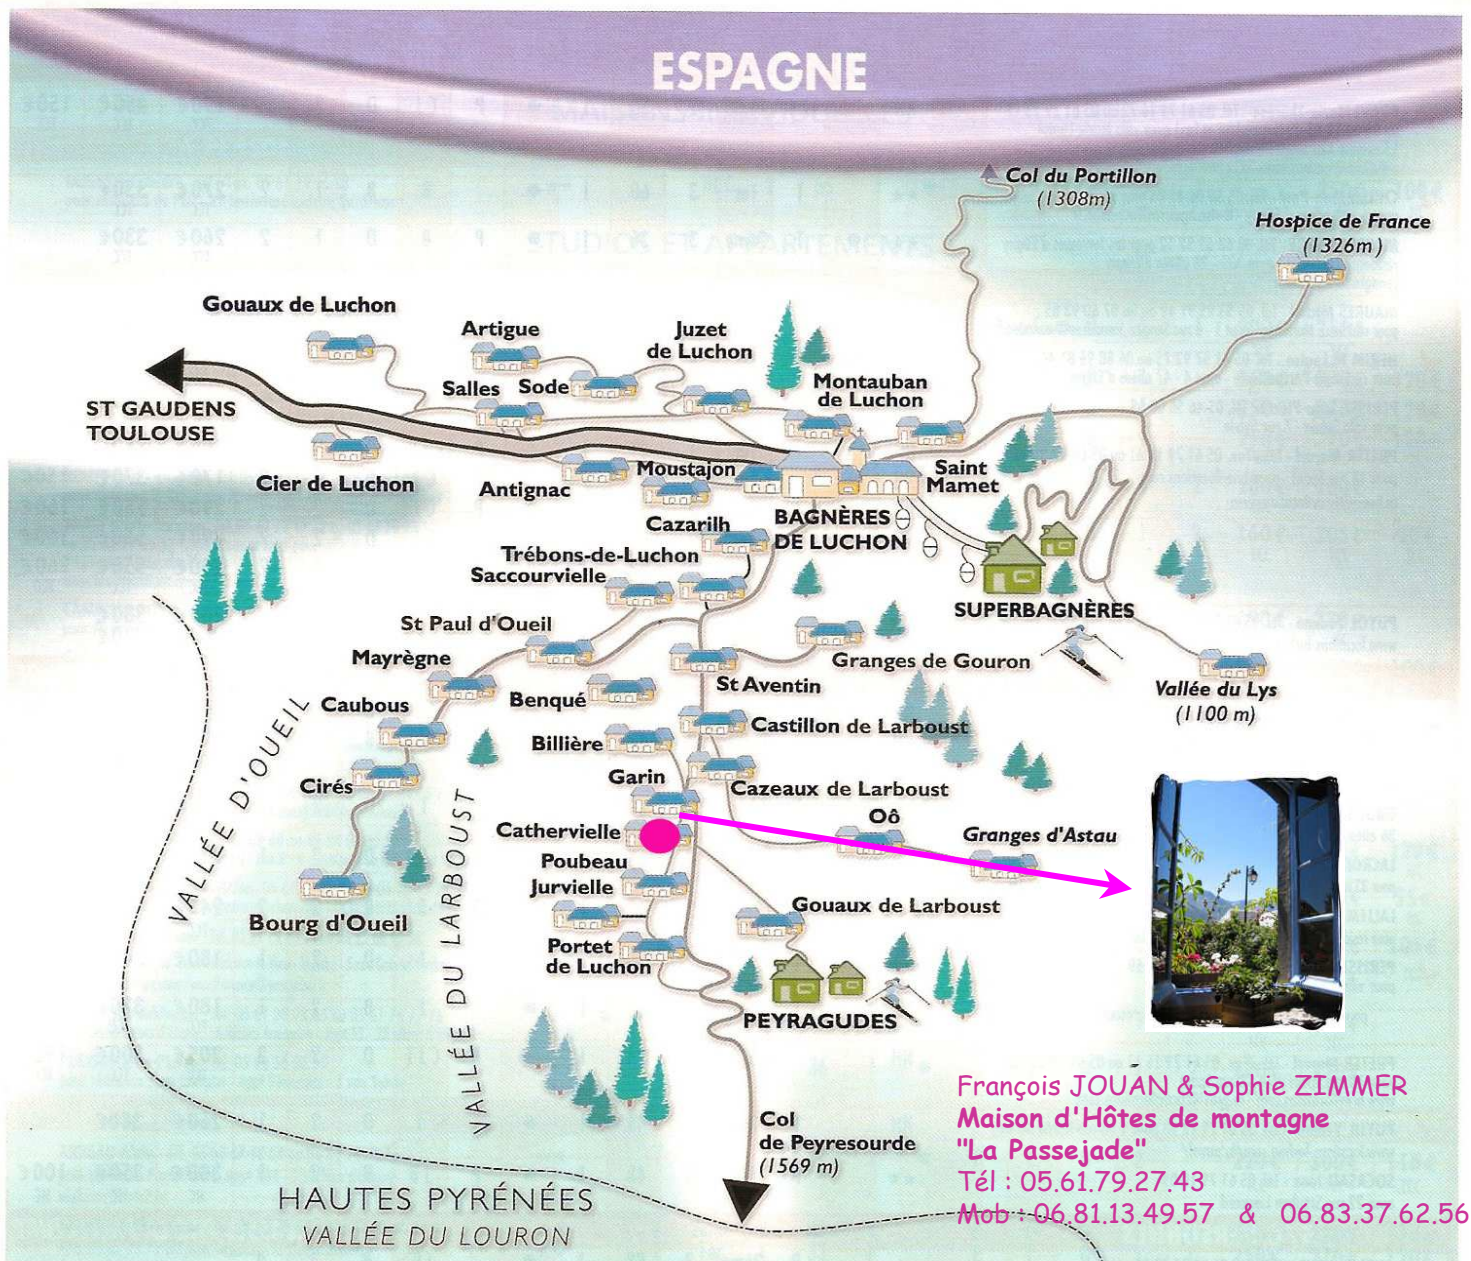 ESPAGNE
Col du Portillon
(1308m)
Hospice de France
(1326m)
Gouaux de Luchon
Artigue
Juzet
de Luchon
Salles
Sode
Montauban
de Luchon
ST GAUDENS
TOULOUSE
Cier de Luchon
Antignac
Moustajon
Saint
Mamet
Cazarilh
BAGNÈRES
DE LUCHON
Trébons-de-Luchon
Saccourvielle
SUPERBAGNÈRES
St Paul d'Oueil
Mayrègne
Granges de Gouron
Benqué
St Aventin
Vallée du Lys
(1100 m)
Caubous
Castillon de Larboust
Billière
VALLÉE D'OUEIL
Cirés
Garin
Cazeaux de Larboust
VALLÉE DU LARBOUST
Cathervielle
Oô
Granges d'Astau
Poubeau
Jurvielle
Bourg d'Oueil
Gouaux de Larboust
Portet
de Luchon
PEYRAGUDES
Col
de Peyresourde
(1569 m)
HAUTES PYRÉNÉES
VALLÉE DU LOURON
François JOUAN & Sophie ZIMMER
Maison d'Hôtes de montagne
"La Passejade"
Tél : 05.61.79.27.43
Mob : 06.81.13.49.57 & 06.83.37.62.56